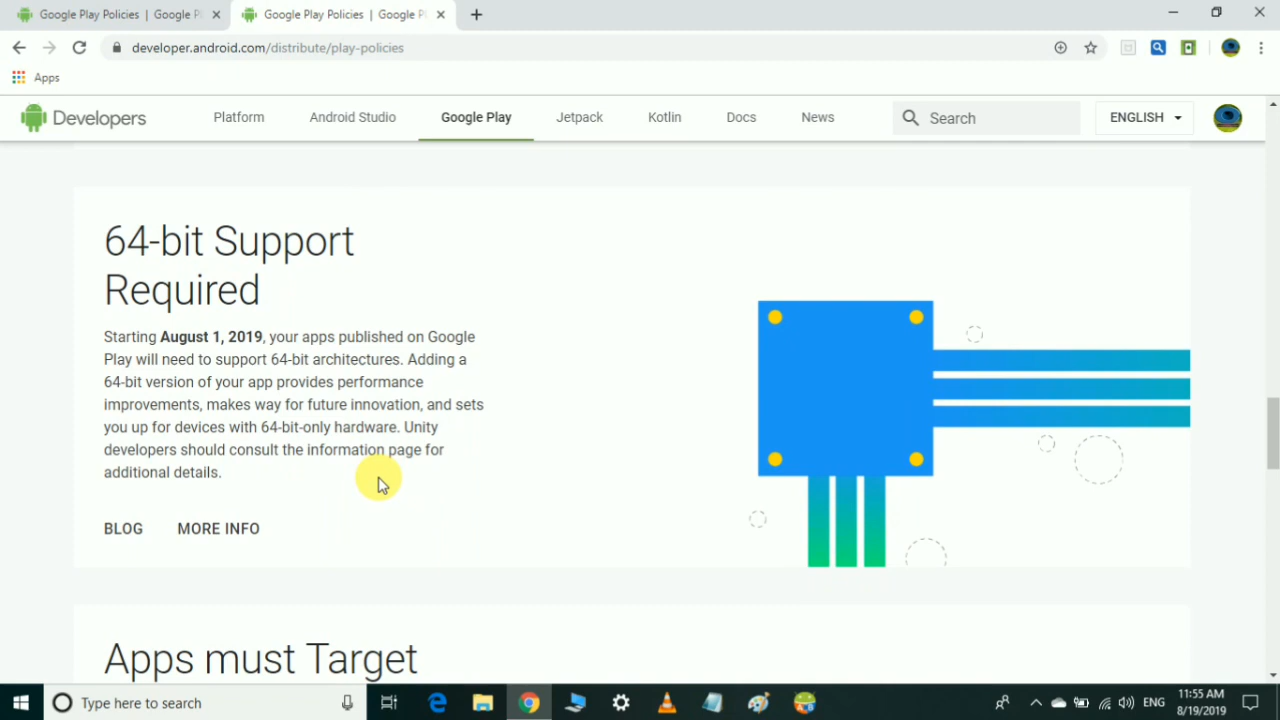 Google Play Policies | Google P
Google Play Policies | Google Pl
developer.android.com/distribute/play-policies
Apps
Developers
Platform
Android Studio
Google Play
Jetpack
Kotlin
Docs
News
Search
ENGLISH
64-bit Support
Required
Starting August 1, 2019, your apps published on Google
Play will need to support 64-bit architectures. Adding a
64-bit version of your app provides performance
improvements, makes way for future innovation, and sets
you up for devices with 64-bit-only hardware. Unity
developers should consult the information page for
additional details.
BLOG
MORE INFO
Apps must Target
Type here to search
ENG
11:55 AM
8/19/2019